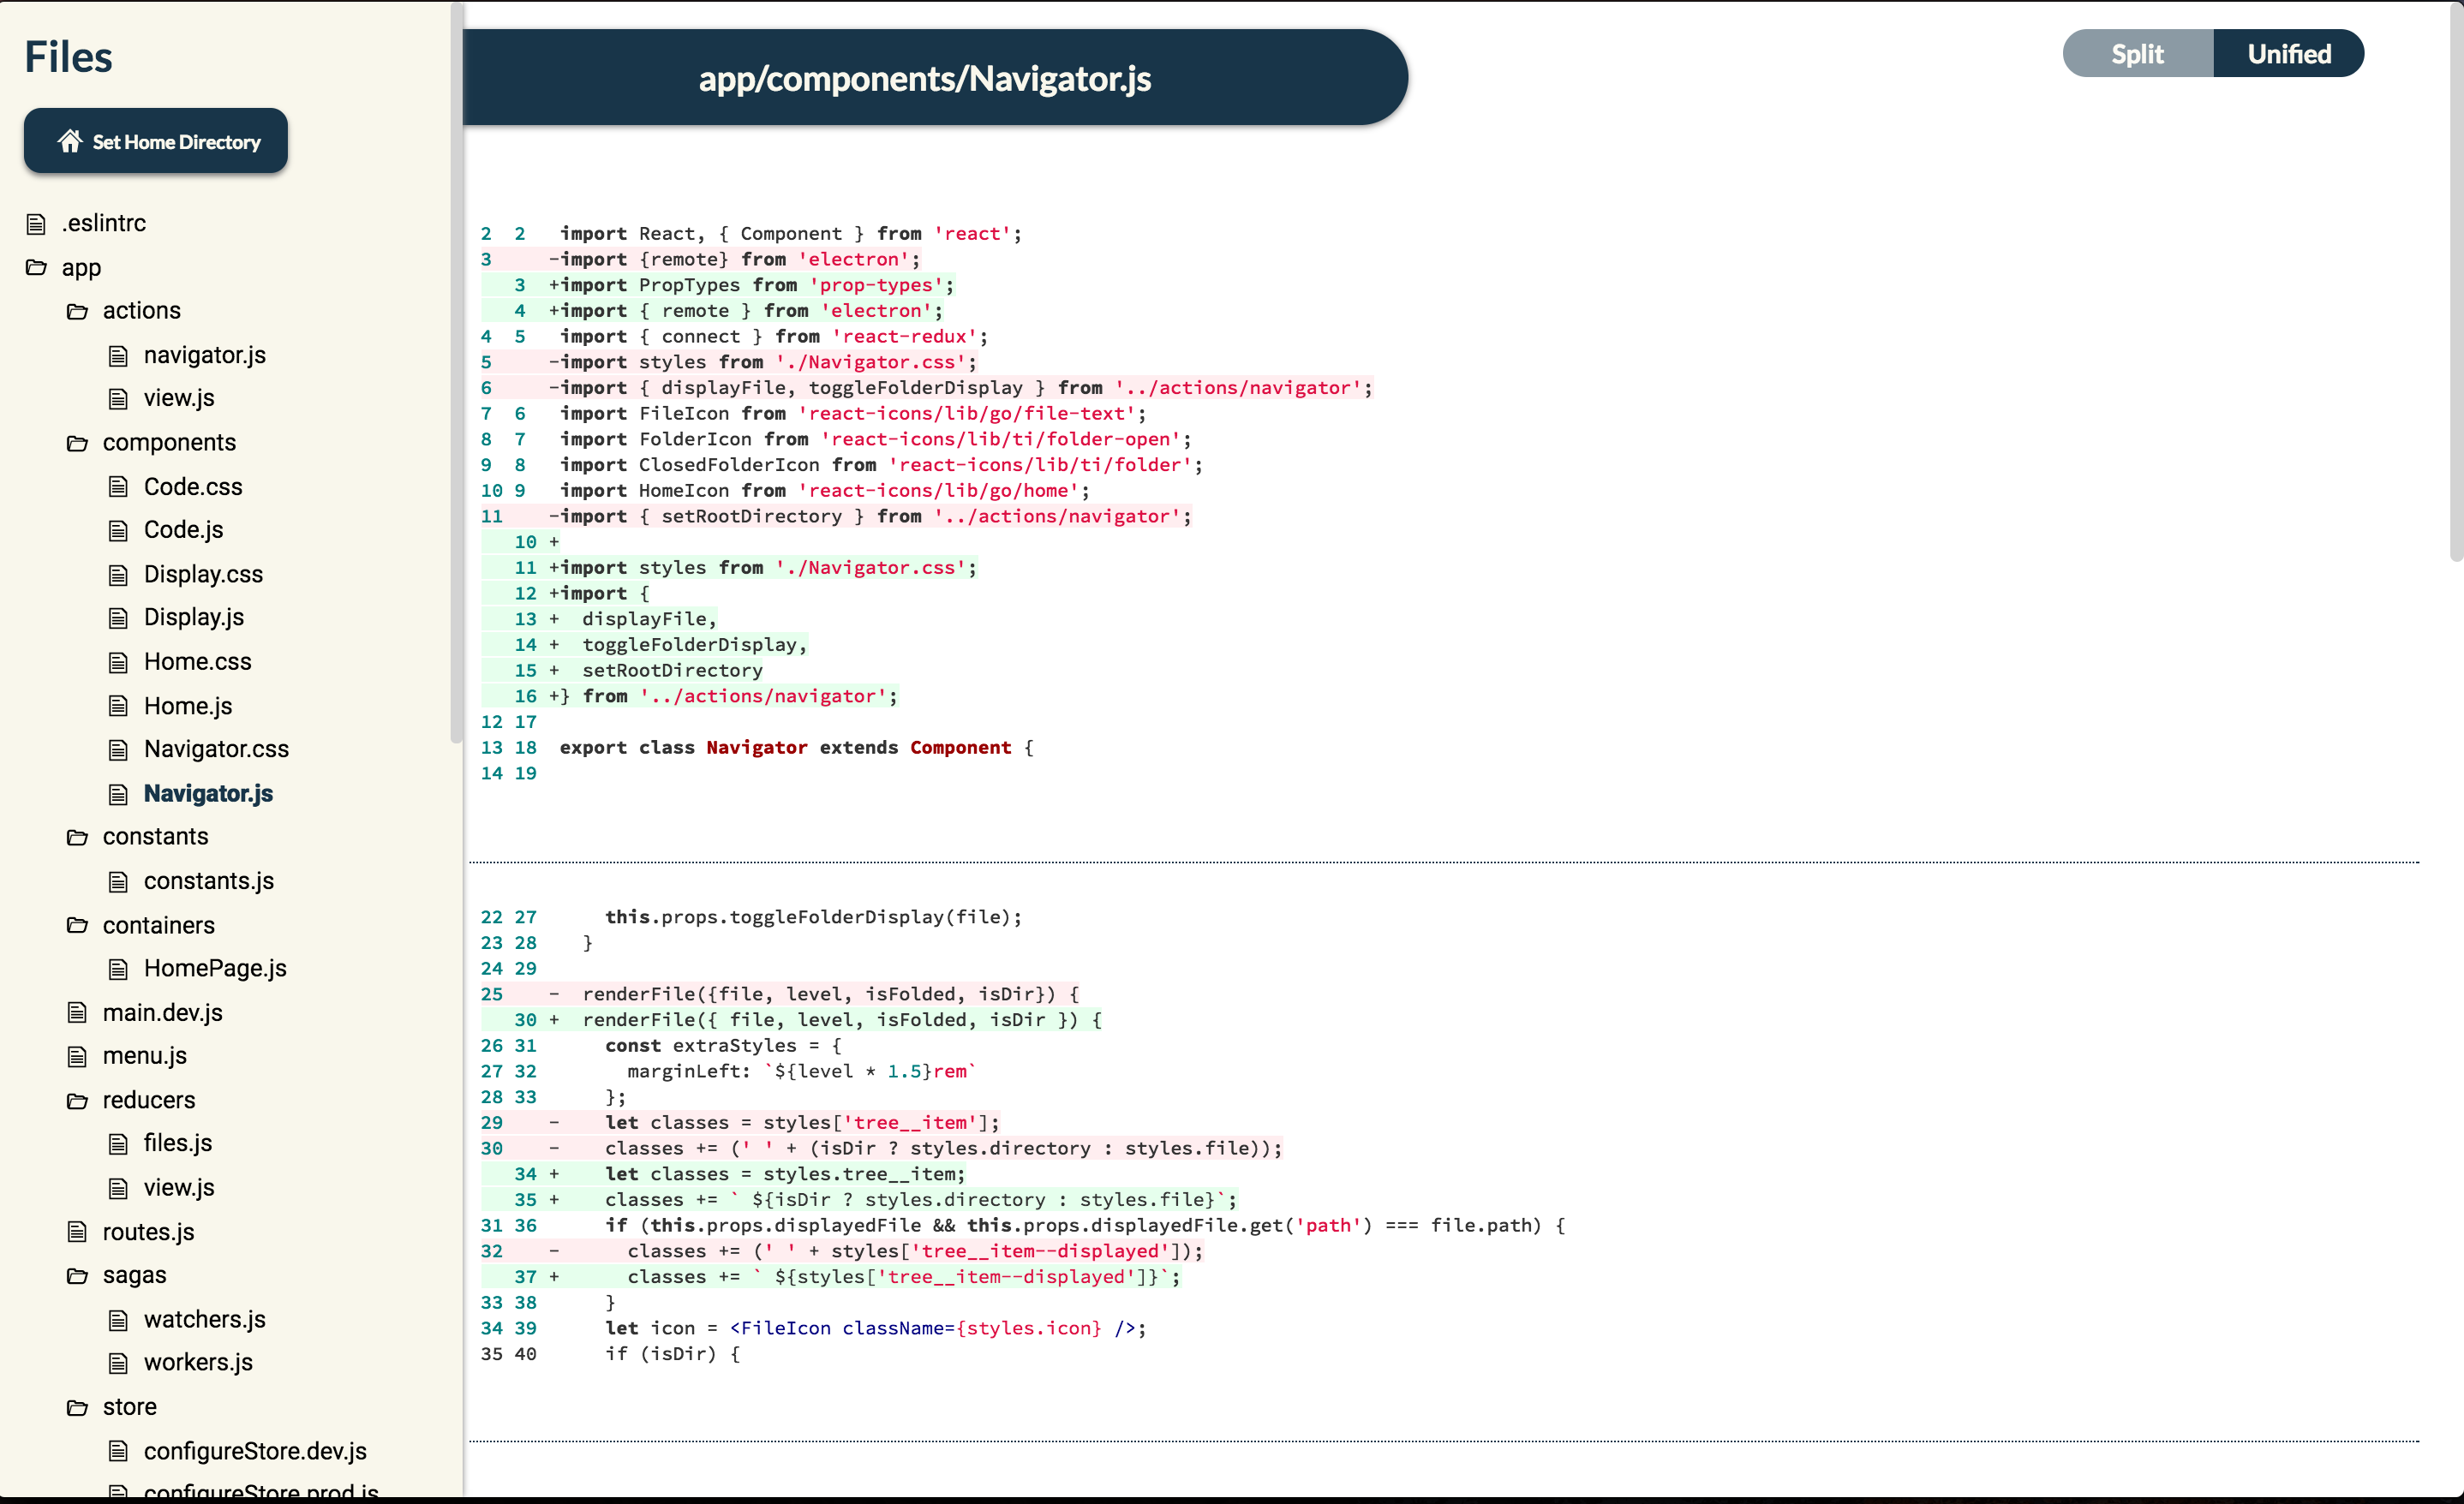 Files
Set Home Directory
.eslintrc
app
actions
navigator.js
view.js
components
Code.css
Code.js
Display.css
Display.js
Home.css
Home.js
Navigator.css
Navigator.js
constants
constants.js
containers
HomePage.js
main.dev.js
menu.js
reducers
files.js
view.js
routes.js
sagas
watchers.js
workers.js
store
configureStore.dev.js
configureStore.prod.js
app/components/Navigator.js
Split Unified
2 2 import React, { Component } from 'react';
3 -import {remote} from 'electron';
3 +import PropTypes from 'prop-types';
4 +import { remote } from 'electron';
4 5 import { connect } from 'react-redux';
5 -import styles from './Navigator.css';
6 -import { displayFile, toggleFolderDisplay } from '../actions/navigator';
7 6 import FileIcon from 'react-icons/lib/go/file-text';
8 7 import FolderIcon from 'react-icons/lib/ti/folder-open';
9 8 import ClosedFolderIcon from 'react-icons/lib/ti/folder';
10 9 import HomeIcon from 'react-icons/lib/go/home';
11 -import { setRootDirectory } from '../actions/navigator';
10 +
11 +import styles from './Navigator.css';
12 +import {
13 +  displayFile,
14 +  toggleFolderDisplay,
15 +  setRootDirectory
16 +} from '../actions/navigator';
12 17
13 18 export class Navigator extends Component {
14 19
22 27     this.props.toggleFolderDisplay(file);
23 28   }
24 29
25 -  renderFile({file, level, isFolded, isDir}) {
30 +  renderFile({ file, level, isFolded, isDir }) {
26 31     const extraStyles = {
27 32       marginLeft: `${level * 1.5}rem`
28 33     };
29 -    let classes = styles['tree__item'];
30 -    classes += (' ' + (isDir ? styles.directory : styles.file));
34 +    let classes = styles.tree__item;
35 +    classes += ` ${isDir ? styles.directory : styles.file}`;
31 36     if (this.props.displayedFile && this.props.displayedFile.get('path') === file.path) {
32 -      classes += (' ' + styles['tree__item--displayed']);
37 +      classes += ` ${styles['tree__item--displayed']}`;
33 38     }
34 39     let icon = <FileIcon className={styles.icon} />;
35 40     if (isDir) {